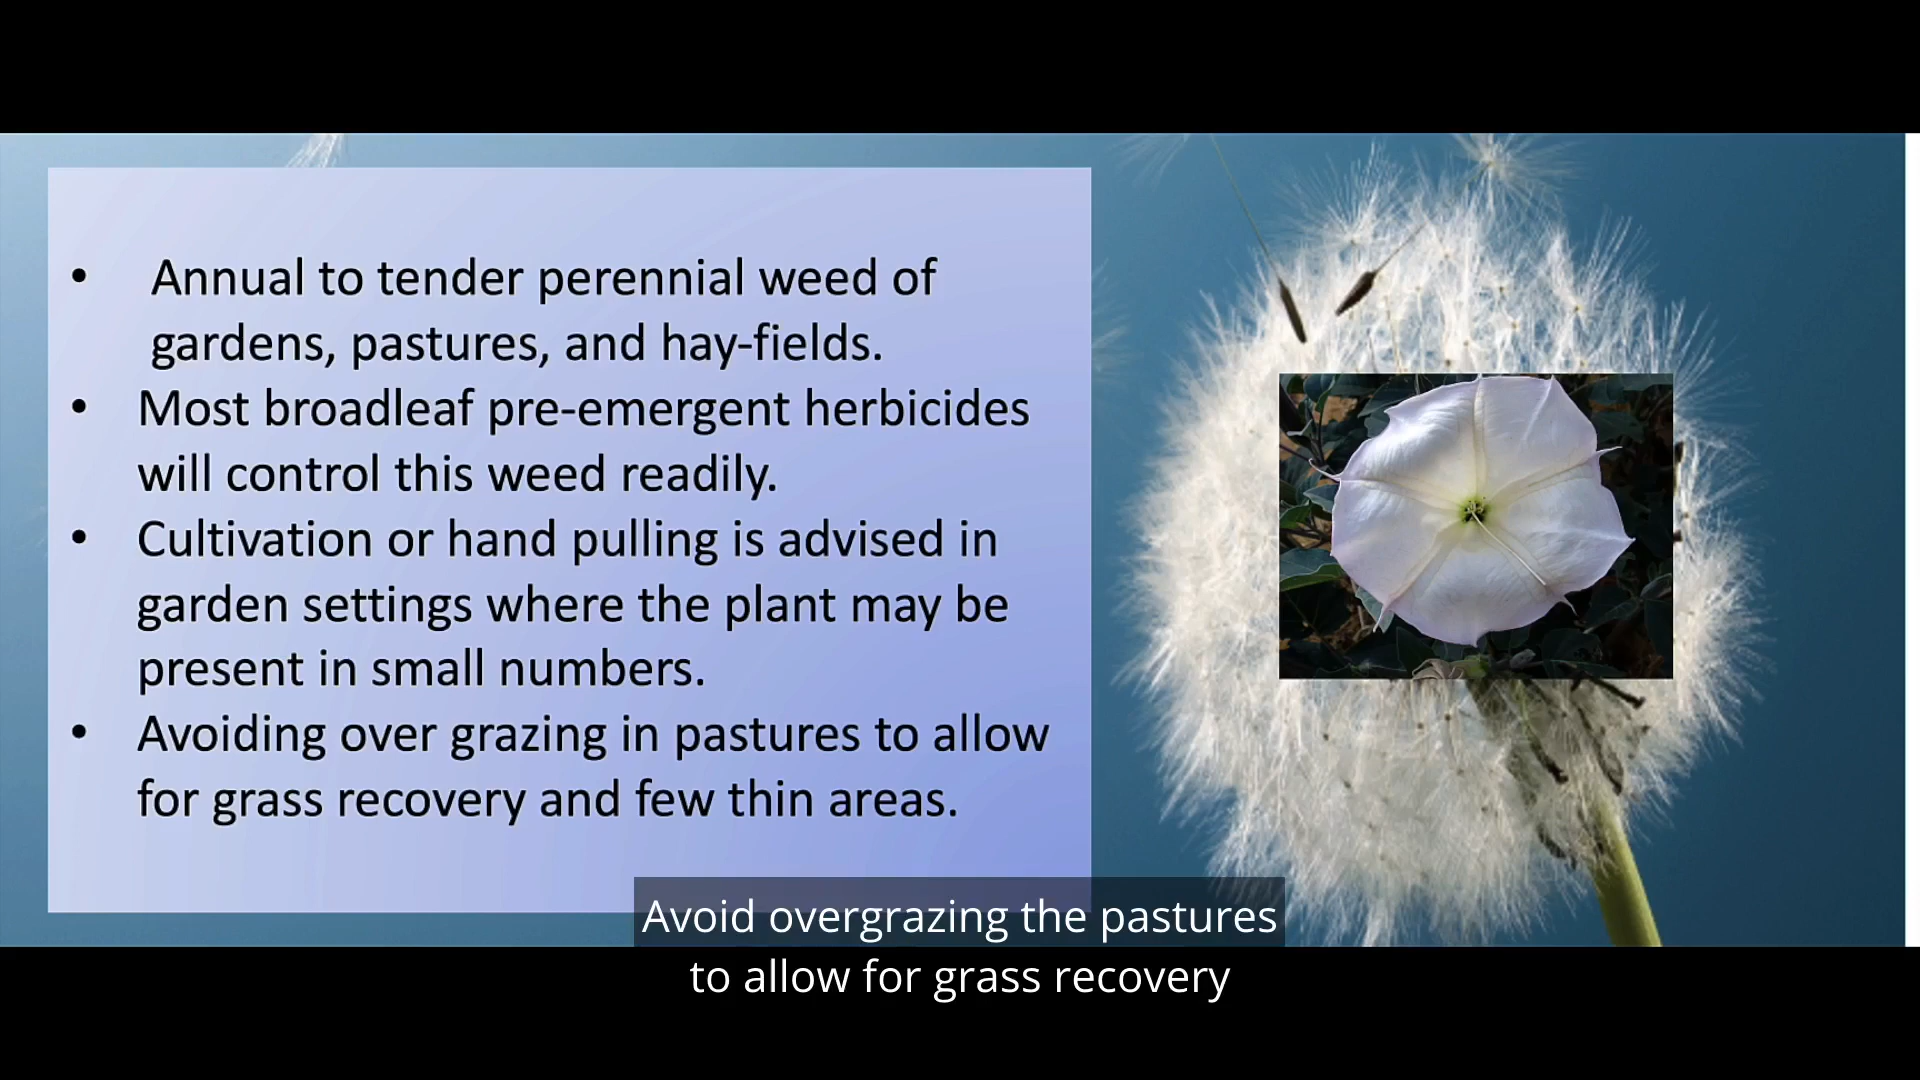 • Annual to tender perennial weed of
gardens, pastures, and hay-fields.
• Most broadleaf pre-emergent herbicides
will control this weed readily.
• Cultivation or hand pulling is advised in
garden settings where the plant may be
present in small numbers.
• Avoiding over grazing in pastures to allow
for grass recovery and few thin areas.
Avoid overgrazing the pastures
to allow for grass recovery